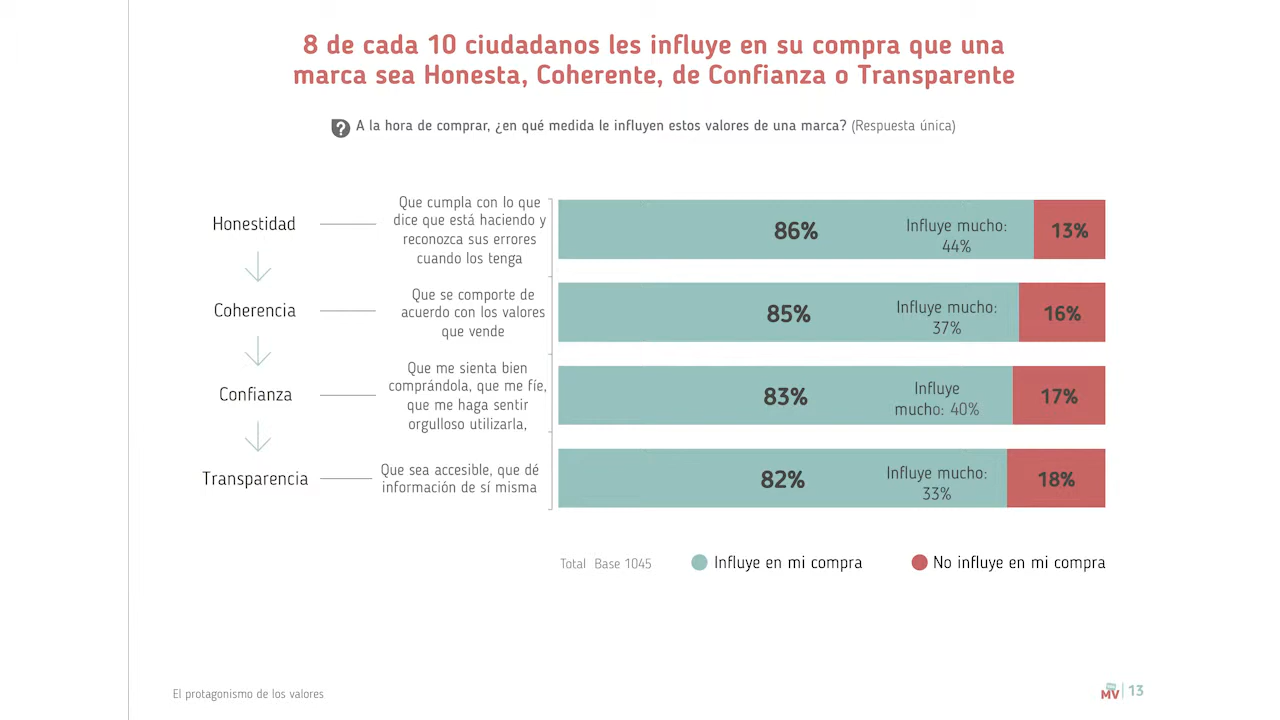 8 de cada 10 ciudadanos les influye en su compra que una
marca sea Honesta, Coherente, de Confianza o Transparente
? A la hora de comprar, ¿en qué medida le influyen estos valores de una marca? (Respuesta única)
Honestidad
Que cumpla con lo que
dice que está haciendo y
reconozca sus errores
cuando los tenga
86%
Influye mucho:
44%
13%
Coherencia
Que se comporte de
acuerdo con los valores
que vende
85%
Influye mucho:
37%
16%
Confianza
Que me sienta bien
comprándola, que me fíe,
que me haga sentir
orgulloso utilizarla,
83%
Influye
mucho: 40%
17%
Transparencia
Que sea accesible, que dé
información de sí misma
82%
Influye mucho:
33%
18%
Total Base 1045
Influye en mi compra
No influye en mi compra
El protagonismo de los valores
MV
13